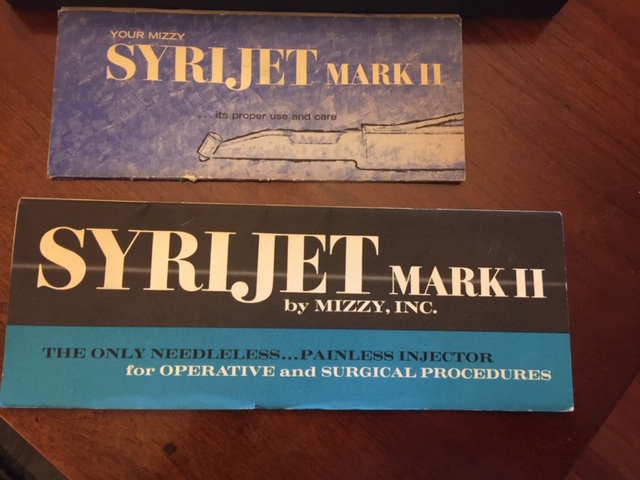 YOUR MIZZY
SYRIJET MARK II
...its proper use and care
SYRIJET MARK II
by MIZZY, INC.
THE ONLY NEEDLELESS...PAINLESS INJECTOR
for OPERATIVE and SURGICAL PROCEDURES